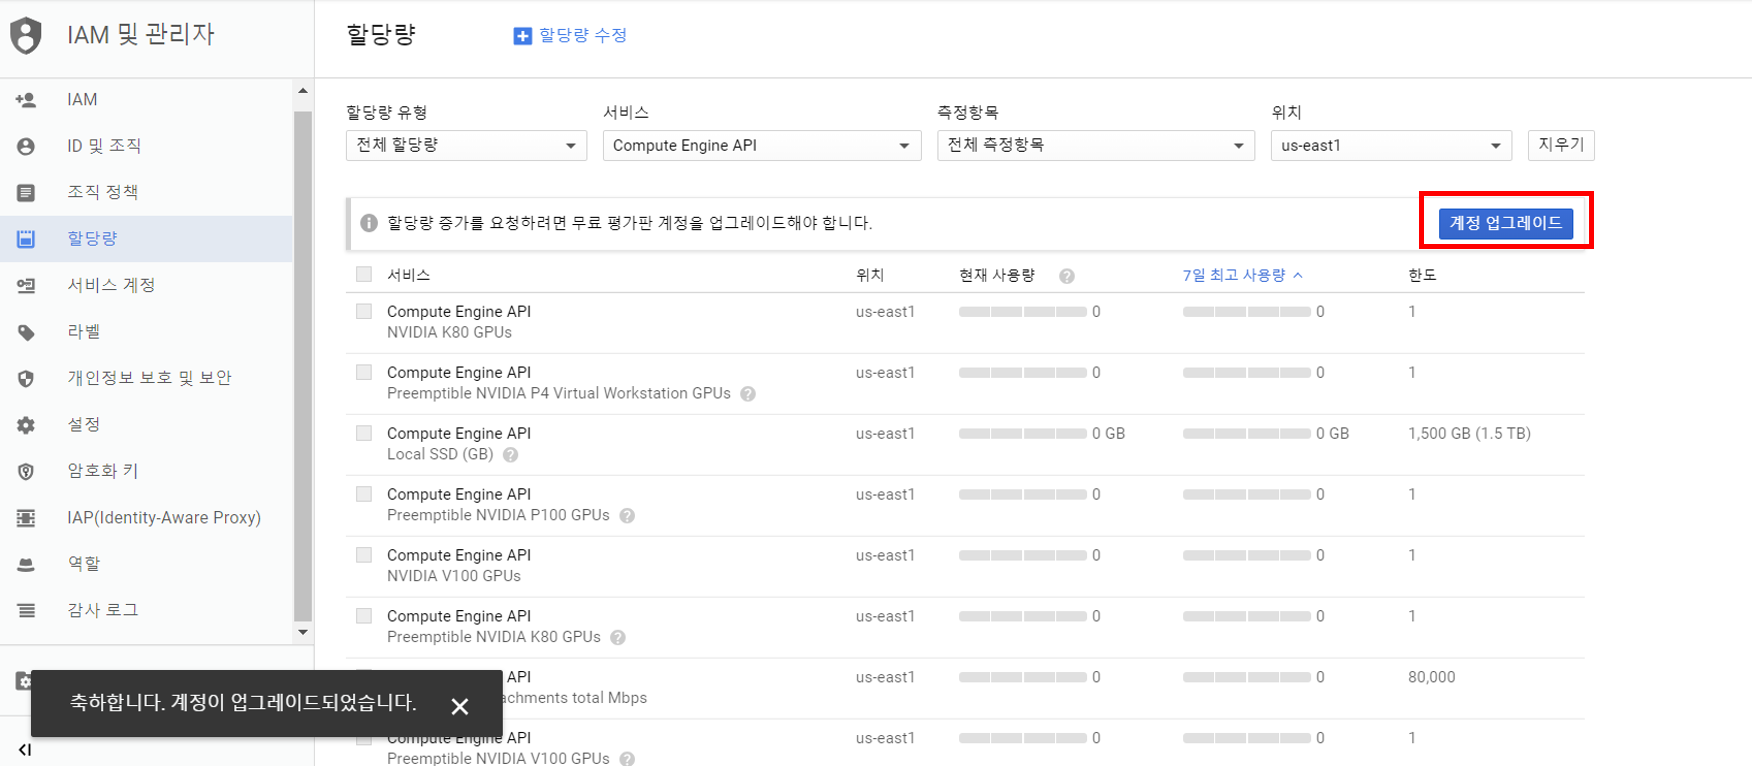 IAM 및 관리자
할당량
할당량 수정
IAM
ID 및 조직
조직 정책
할당량
서비스 계정
라벨
개인정보 보호 및 보안
설정
암호화 키
IAP(Identity-Aware Proxy)
역할
감사 로그
할당량 유형 서비스 측정항목 위치
전체 할당량 Compute Engine API 전체 측정항목 us-east1 지우기
할당량 증가를 요청하려면 무료 평가판 계정을 업그레이드해야 합니다. 계정 업그레이드
서비스 위치 현재 사용량 7일 최고 사용량 한도
Compute Engine API us-east1 0 0 1
NVIDIA K80 GPUs
Compute Engine API us-east1 0 0 1
Preemptible NVIDIA P4 Virtual Workstation GPUs
Compute Engine API us-east1 0 GB 0 GB 1,500 GB (1.5 TB)
Local SSD (GB)
Compute Engine API us-east1 0 0 1
Preemptible NVIDIA P100 GPUs
Compute Engine API us-east1 0 0 1
NVIDIA V100 GPUs
Compute Engine API us-east1 0 0 1
Preemptible NVIDIA K80 GPUs
API us-east1 0 0 80,000
achments total Mbps
Compute Engine API us-east1 0 0 1
Preemptible NVIDIA V100 GPUs
축하합니다. 계정이 업그레이드되었습니다.